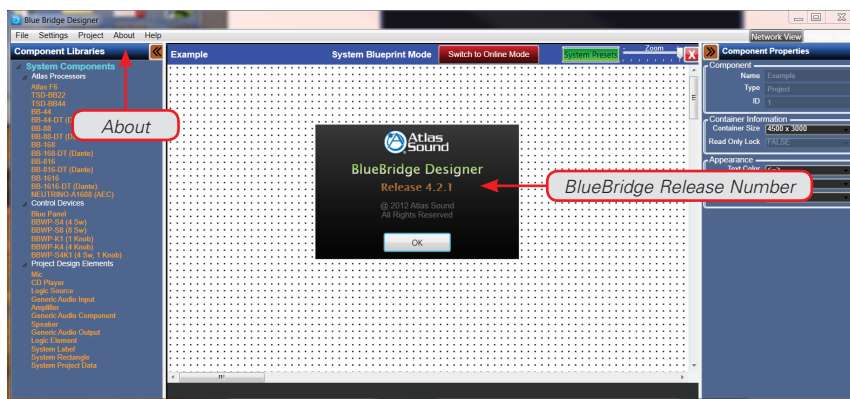 Blue Bridge Designer
File Settings Project About Help
Network View
Component Libraries
Example
System Blueprint Mode
Switch to Online Mode
System Presets
Zoom
X
Component Properties
System Components
Atlas Processors
Atlas F6
TSD-BB22
TSD-BB44
BB-44
BB-44-DT (D
BB-88
BB-88-DT (D
BB-168
BB-168-DT (Dante)
BB-816
BB-816-DT (Dante)
BB-1616
BB-1616-DT (Dante)
NEUTRINO-A1608 (AEC)
Control Devices
Blue Panel
BBWP-S4 (4 Sw)
BBWP-S8 (8 Sw)
BBWP-K1 (1 Knob)
BBWP-K4 (4 Knob)
BBWP-S4K1 (4 Sw, 1 Knob)
Project Design Elements
Mic
CD Player
Logic Source
Generic Audio Input
Amplifier
Generic Audio Component
Speaker
Generic Audio Output
Logic Element
System Label
System Rectangle
System Project Data
About
Atlas
Sound
BlueBridge Designer
Release 4.2.1
@ 2012 Atlas Sound
All Rights Reserved
OK
BlueBridge Release Number
Component
Name Example
Type Project
ID 1
Container Information
Container Size 4500 x 3000
Read Only Lock FALSE
Appearance
Text Color